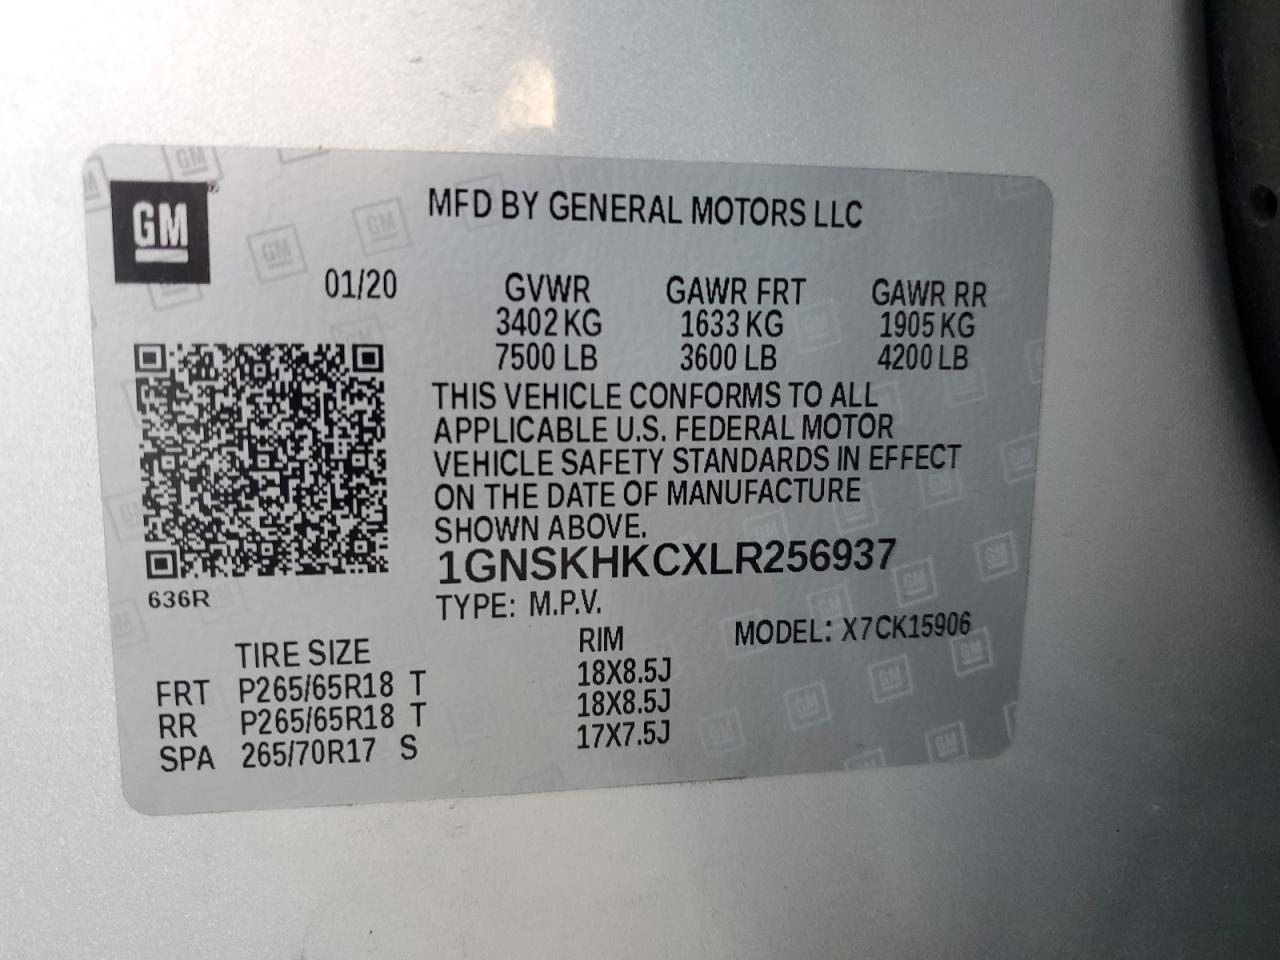 GM
MFD BY GENERAL MOTORS LLC
01/20 GVWR GAWR FRT GAWR RR
3402 KG 1633 KG 1905 KG
7500 LB 3600 LB 4200 LB
THIS VEHICLE CONFORMS TO ALL
APPLICABLE U.S. FEDERAL MOTOR
VEHICLE SAFETY STANDARDS IN EFFECT
ON THE DATE OF MANUFACTURE
SHOWN ABOVE.
1GNSKHKCXLR256937
636R
TYPE: M.P.V.
MODEL: X7CK15906
TIRE SIZE RIM
FRT P265/65R18 T 18X8.5J
RR P265/65R18 T 18X8.5J
SPA 265/70R17 S 17X7.5J